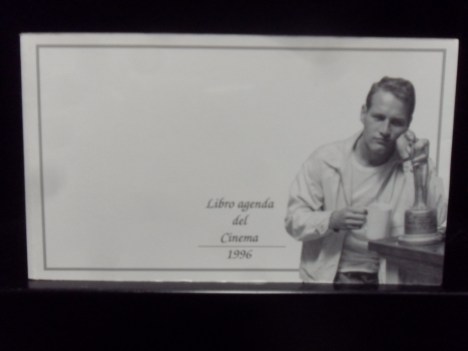 Libro agenda
del
Cinema
1996